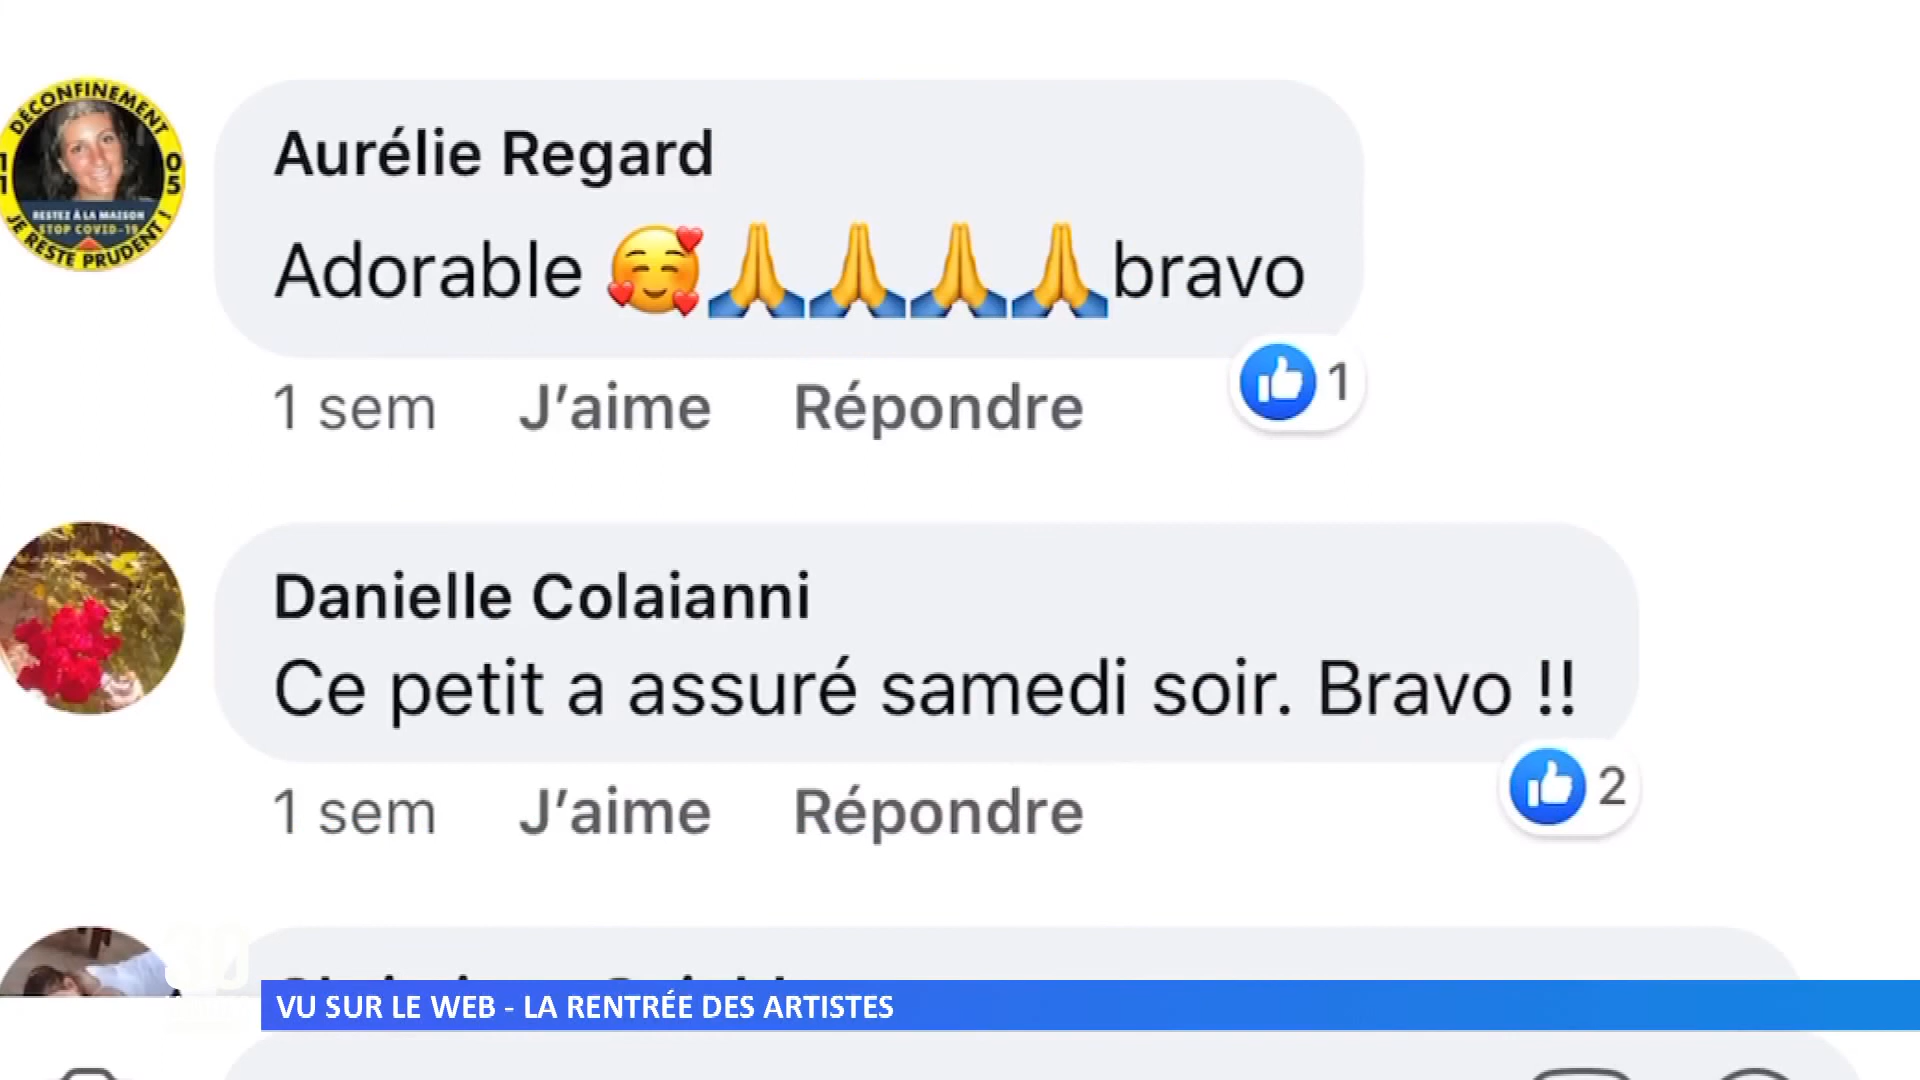 DÉCONFINEMENT
11 05
RESTEZ À LA MAISON
STOP COVID-19
JE RESTE PRUDENT !
Aurélie Regard
Adorable 🥰🙏🙏🙏🙏bravo
1
1 sem J’aime Répondre
Danielle Colaianni
Ce petit a assuré samedi soir. Bravo !!
2
1 sem J’aime Répondre
VU SUR LE WEB - LA RENTRÉE DES ARTISTES